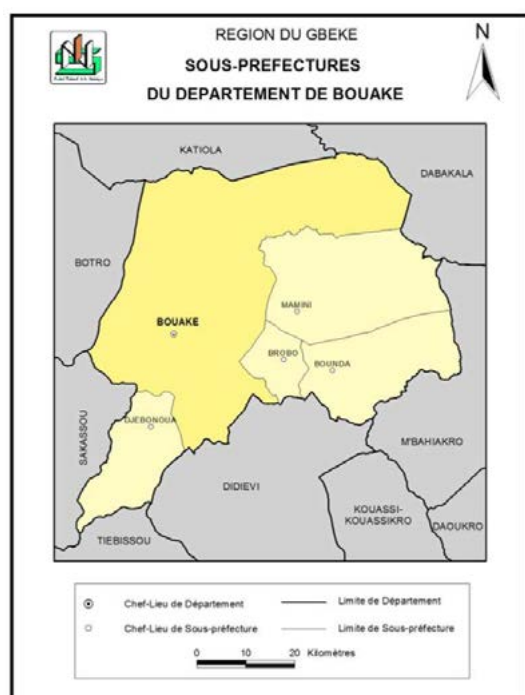 REGION DU GBEKE
N
SOUS-PREFECTURES
DU DEPARTEMENT DE BOUAKE
KATIOLA
DABAKALA
BOTRO
MAMINI
BOUAKE
BROBO
BOUNDA
DJEBONOUA
SAKASSOU
M'BAHIAKRO
DIDIEVI
KOUASSI-
KOUASSIKRO
DAOUKRO
TIEBISSOU
Chef-Lieu de Département
Limite de Département
Chef-Lieu de Sous-préfecture
Limite de Sous-préfecture
0 10 20 Kilomètres